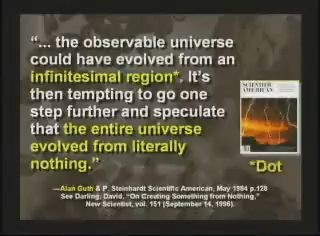 “... the observable universe
could have evolved from an
infinitesimal region*. It’s
then tempting to go one
step further and speculate
that the entire universe
evolved from literally
nothing.”
SCIENTIFIC
AMERICAN
*Dot
—Alan Guth & P. Steinhardt Scientific American, May 1984 p.128
See Darling, David, “On Creating Something from Nothing,”
New Scientist, vol. 151 (September 14, 1996).